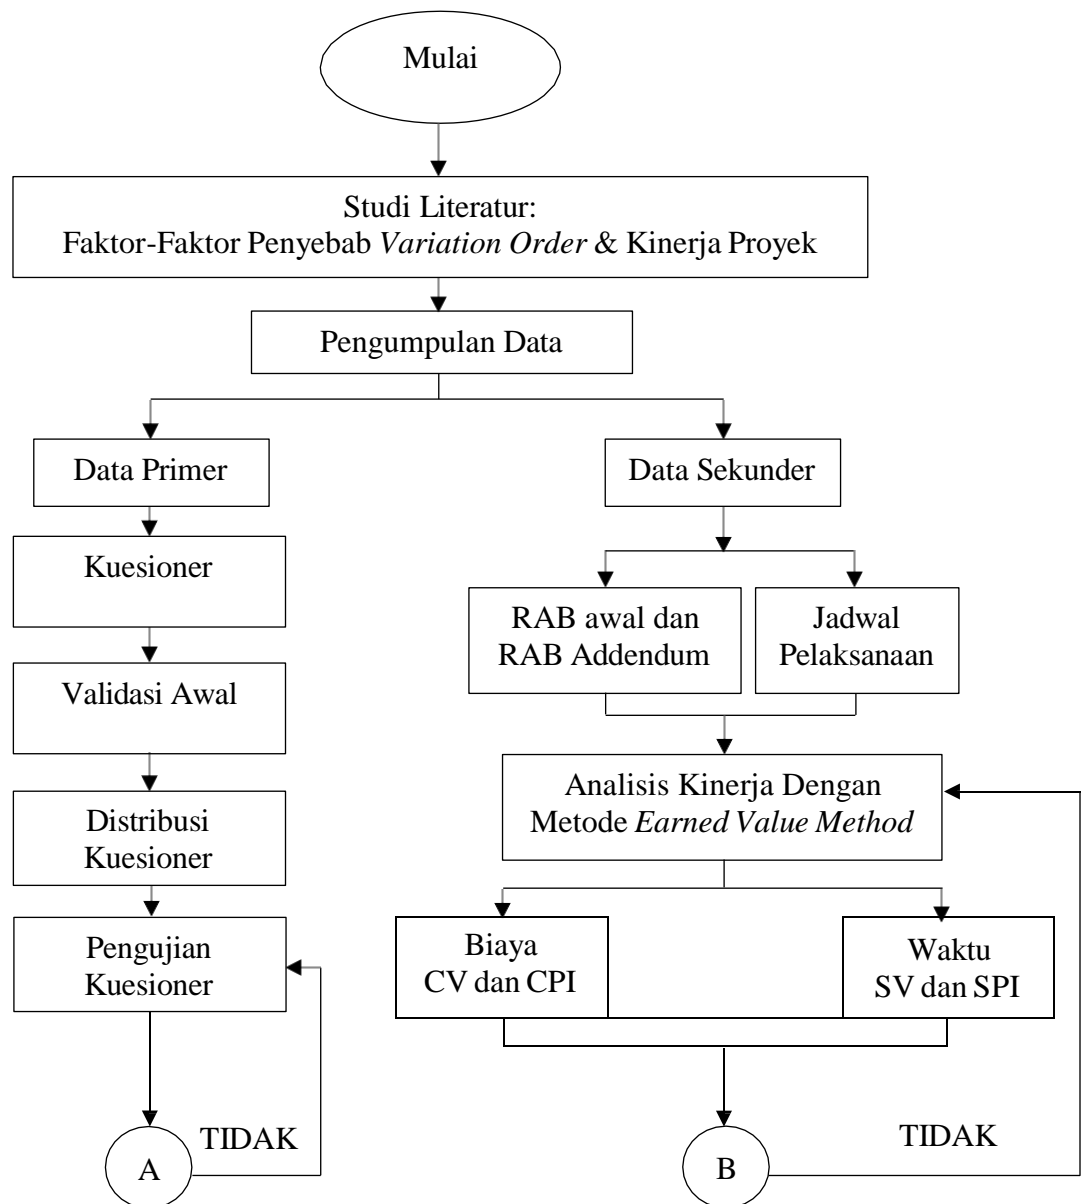 Mulai
Studi Literatur:
Faktor-Faktor Penyebab Variation Order & Kinerja Proyek
Pengumpulan Data
Data Primer
Data Sekunder
Kuesioner
RAB awal dan
RAB Addendum
Jadwal
Pelaksanaan
Validasi Awal
Analisis Kinerja Dengan
Metode Earned Value Method
Distribusi
Kuesioner
Pengujian
Kuesioner
Biaya
CV dan CPI
Waktu
SV dan SPI
TIDAK
A
TIDAK
B